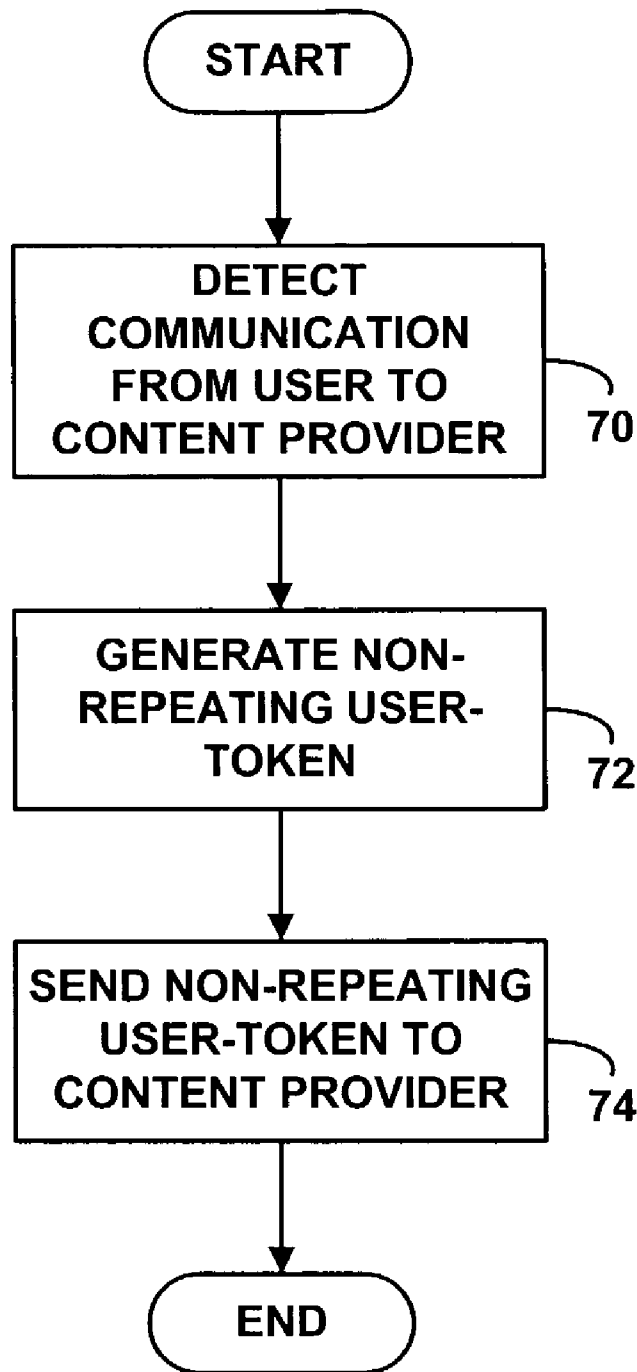 START
DETECT
COMMUNICATION
FROM USER TO
CONTENT PROVIDER
70
GENERATE NON-
REPEATING USER-
TOKEN
72
SEND NON-REPEATING
USER-TOKEN TO
CONTENT PROVIDER
74
END